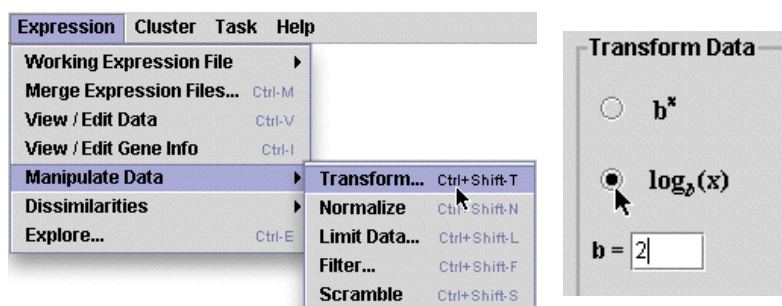 Expression Cluster Task Help
Working Expression File
Merge Expression Files... Ctrl-M
View / Edit Data Ctrl-V
View / Edit Gene Info Ctrl-I
Manipulate Data
Dissimilarities
Explore... Ctrl-E
Transform... Ctrl+Shift-T
Normalize Ctrl+Shift-N
Limit Data... Ctrl+Shift-L
Filter... Ctrl+Shift-F
Scramble Ctrl+Shift-S
Transform Data
bˣ
log_b(x)
b = 2